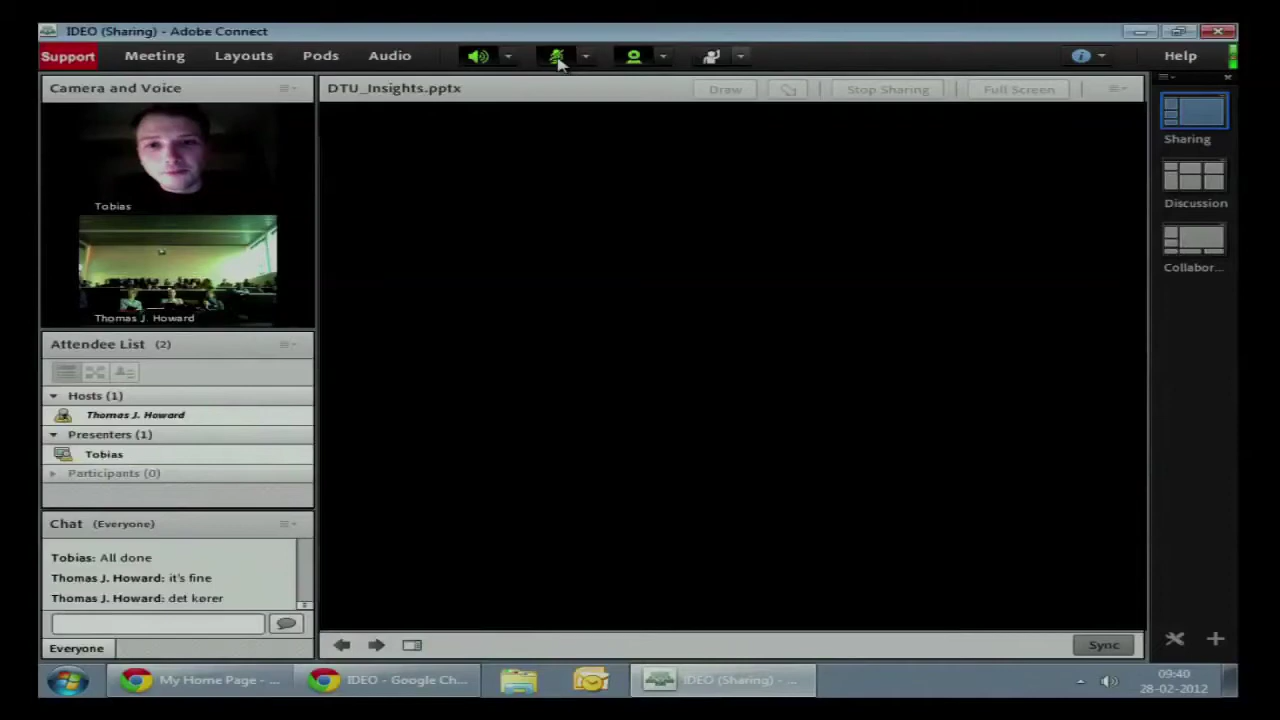 IDEO (Sharing) - Adobe Connect
Support Meeting Layouts Pods Audio Help
Camera and Voice
DTU_Insights.pptx
Draw Stop Sharing Full Screen
Tobias
Thomas J. Howard
Sharing
Discussion
Collabor...
Attendee List (2)
Hosts (1)
Thomas J. Howard
Presenters (1)
Tobias
Participants (0)
Chat (Everyone)
Tobias: All done
Thomas J. Howard: it's fine
Thomas J. Howard: det kører
Everyone
Sync
My Home Page - ...
IDEO - Google Ch...
IDEO (Sharing) - ...
09:40
28-02-2012